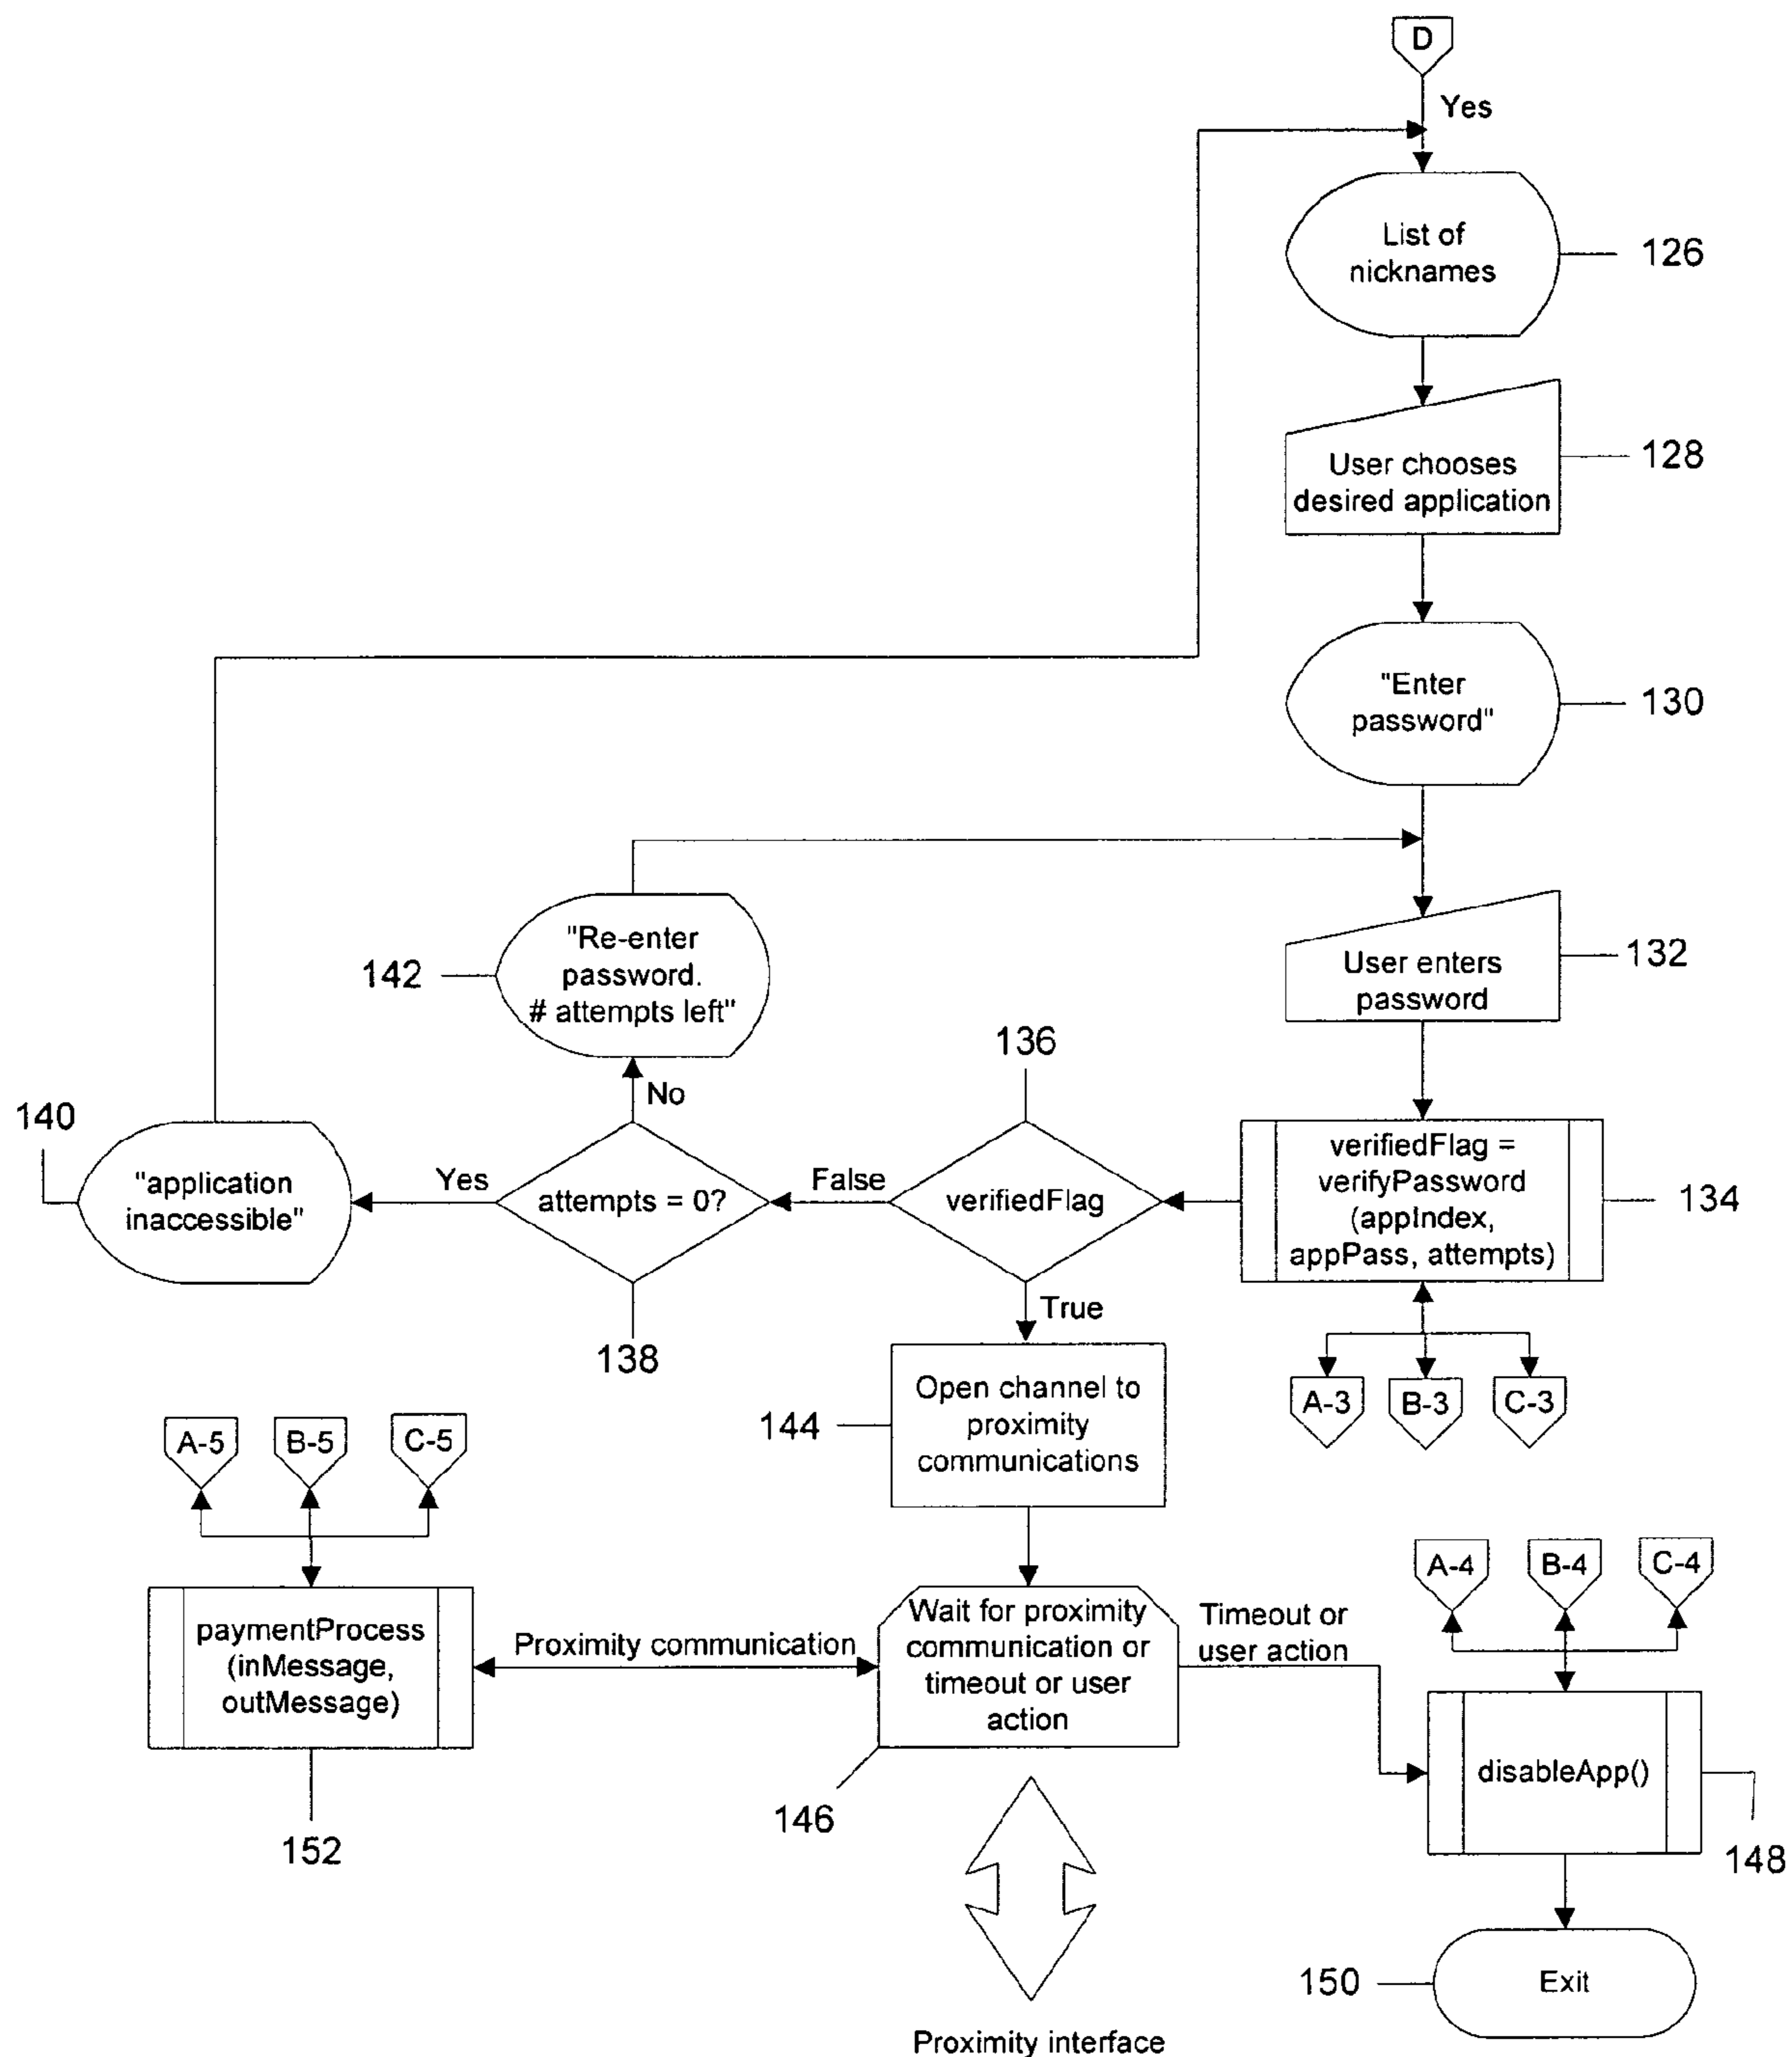 D
Yes
List of
nicknames
126
User chooses
desired application
128
"Enter
password"
130
"Re-enter
password.
# attempts left"
142
User enters
password
132
136
No
140
"application
inaccessible"
Yes
attempts = 0?
False
verifiedFlag
verifiedFlag =
verifyPassword
(appIndex,
appPass, attempts)
134
True
138
Open channel to
proximity
communications
144
A-3
B-3
C-3
A-5
B-5
C-5
A-4
B-4
C-4
paymentProcess
(inMessage,
outMessage)
Proximity communication
Wait for proximity
communication or
timeout or user
action
Timeout or
user action
disableApp()
146
152
148
150
Exit
Proximity interface